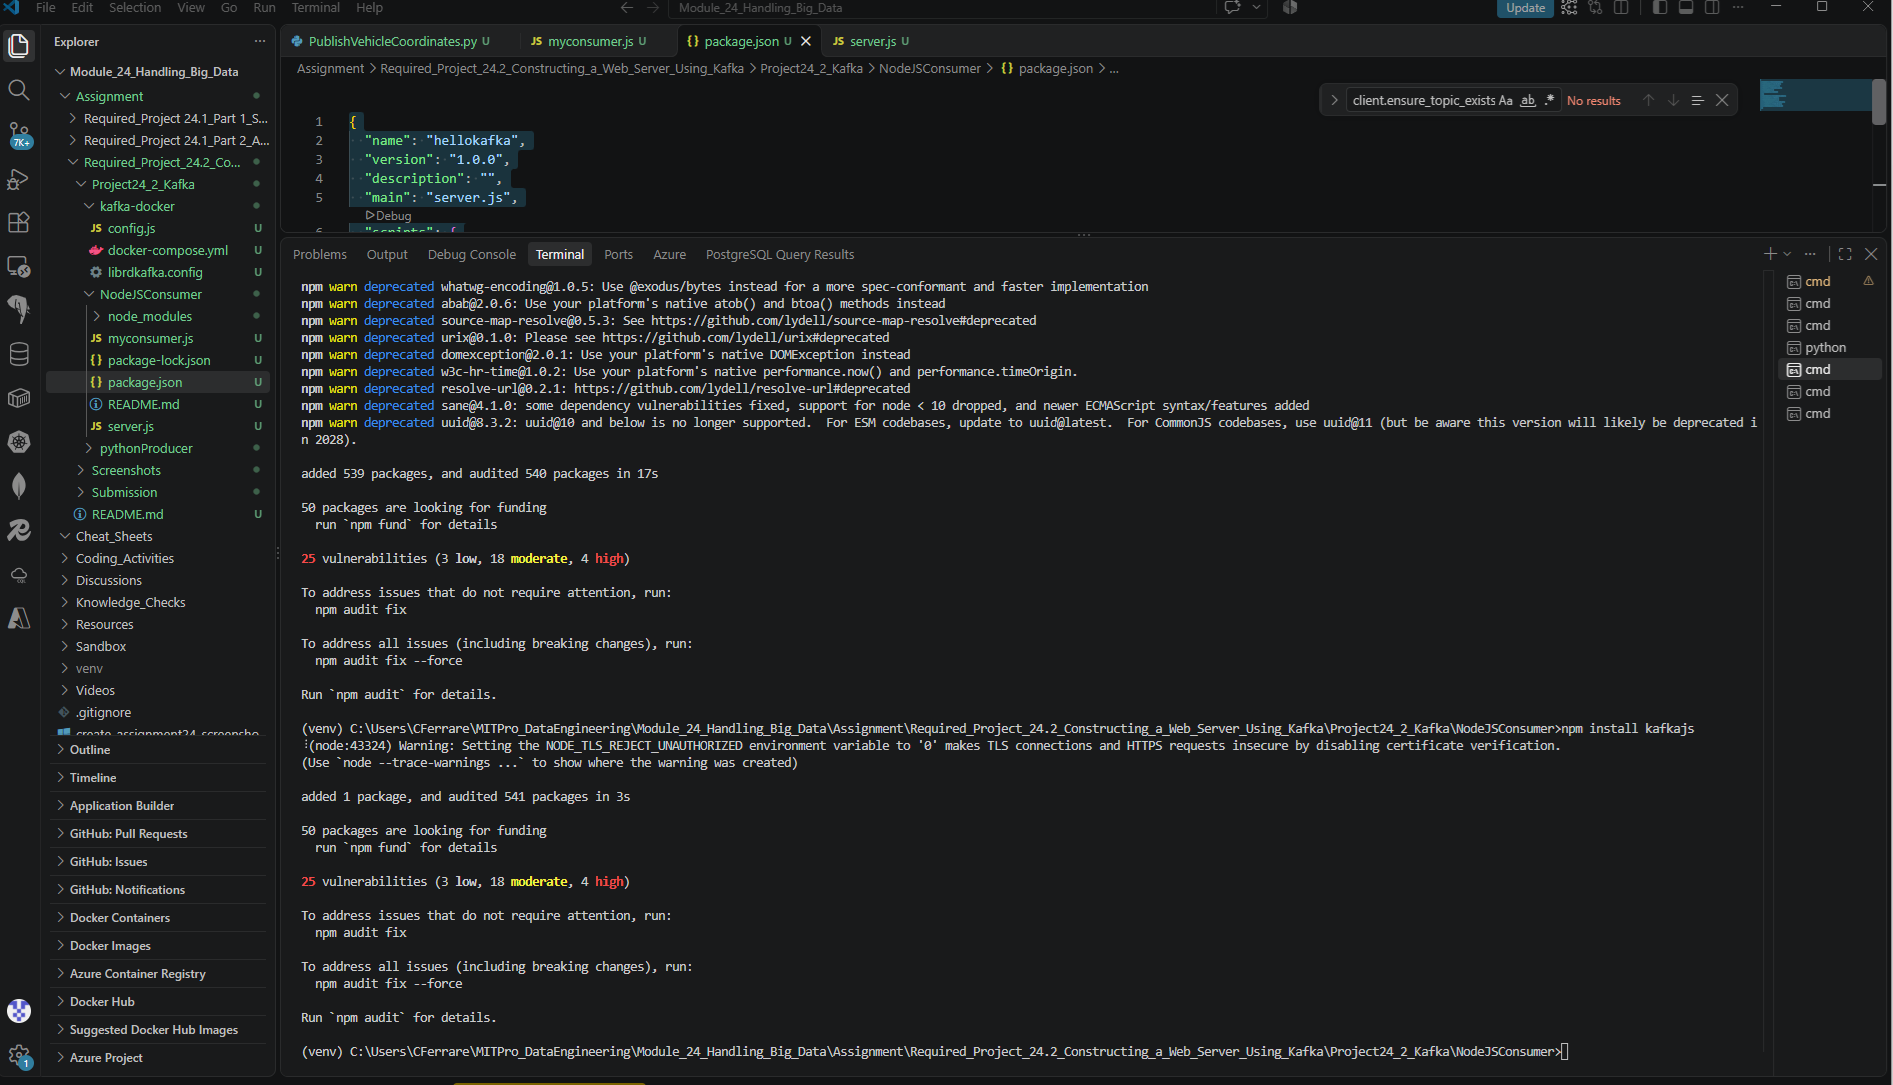 File Edit Selection View Go Run Terminal Help
Module_24_Handling_Big_Data
Update
Explorer
Module_24_Handling_Big_Data
Assignment
Required_Project 24.1_Part 1_S...
Required_Project 24.1_Part 2_A...
Required_Project_24.2_Co...
Project24_2_Kafka
kafka-docker
JS config.js U
docker-compose.yml U
librdkafka.config U
NodeJSConsumer
node_modules
JS myconsumer.js U
{} package-lock.json U
{} package.json U
README.md U
JS server.js U
pythonProducer
Screenshots
Submission
README.md U
Cheat_Sheets
Coding_Activities
Discussions
Knowledge_Checks
Resources
Sandbox
venv
Videos
.gitignore
create_assignment24_screensho
Outline
Timeline
Application Builder
GitHub: Pull Requests
GitHub: Issues
GitHub: Notifications
Docker Containers
Docker Images
Azure Container Registry
Docker Hub
Suggested Docker Hub Images
Azure Project
7K+
1
PublishVehicleCoordinates.py U JS myconsumer.js U {} package.json U JS server.js U
Assignment > Required_Project_24.2_Constructing_a_Web_Server_Using_Kafka > Project24_2_Kafka > NodeJSConsumer > {} package.json > ...
client.ensure_topic_exists Aa ab .* No results
1 {
2 "name": "hellokafka",
3 "version": "1.0.0",
4 "description": "",
5 "main": "server.js",
Debug
6 "scripts": {
Problems Output Debug Console Terminal Ports Azure PostgreSQL Query Results
npm warn deprecated whatwg-encoding@1.0.5: Use @exodus/bytes instead for a more spec-conformant and faster implementation
npm warn deprecated abab@2.0.6: Use your platform's native atob() and btoa() methods instead
npm warn deprecated source-map-resolve@0.5.3: See https://github.com/lydell/source-map-resolve#deprecated
npm warn deprecated urix@0.1.0: Please see https://github.com/lydell/urix#deprecated
npm warn deprecated domexception@2.0.1: Use your platform's native DOMException instead
npm warn deprecated w3c-hr-time@1.0.2: Use your platform's native performance.now() and performance.timeOrigin.
npm warn deprecated resolve-url@0.2.1: https://github.com/lydell/resolve-url#deprecated
npm warn deprecated sane@4.1.0: some dependency vulnerabilities fixed, support for node < 10 dropped, and newer ECMAScript syntax/features added
npm warn deprecated uuid@8.3.2: uuid@10 and below is no longer supported.  For ESM codebases, update to uuid@latest.  For CommonJS codebases, use uuid@11 (but be aware this version will likely be deprecated i
n 2028).
added 539 packages, and audited 540 packages in 17s
50 packages are looking for funding
run `npm fund` for details
25 vulnerabilities (3 low, 18 moderate, 4 high)
To address issues that do not require attention, run:
npm audit fix
To address all issues (including breaking changes), run:
npm audit fix --force
Run `npm audit` for details.
(venv) C:\Users\CFerrare\MITPro_DataEngineering\Module_24_Handling_Big_Data\Assignment\Required_Project_24.2_Constructing_a_Web_Server_Using_Kafka\Project24_2_Kafka\NodeJSConsumer>npm install kafkajs
(node:43324) Warning: Setting the NODE_TLS_REJECT_UNAUTHORIZED environment variable to '0' makes TLS connections and HTTPS requests insecure by disabling certificate verification.
(Use `node --trace-warnings ...` to show where the warning was created)
added 1 package, and audited 541 packages in 3s
50 packages are looking for funding
run `npm fund` for details
25 vulnerabilities (3 low, 18 moderate, 4 high)
To address issues that do not require attention, run:
npm audit fix
To address all issues (including breaking changes), run:
npm audit fix --force
Run `npm audit` for details.
(venv) C:\Users\CFerrare\MITPro_DataEngineering\Module_24_Handling_Big_Data\Assignment\Required_Project_24.2_Constructing_a_Web_Server_Using_Kafka\Project24_2_Kafka\NodeJSConsumer>
cmd
cmd
cmd
python
cmd
cmd
cmd